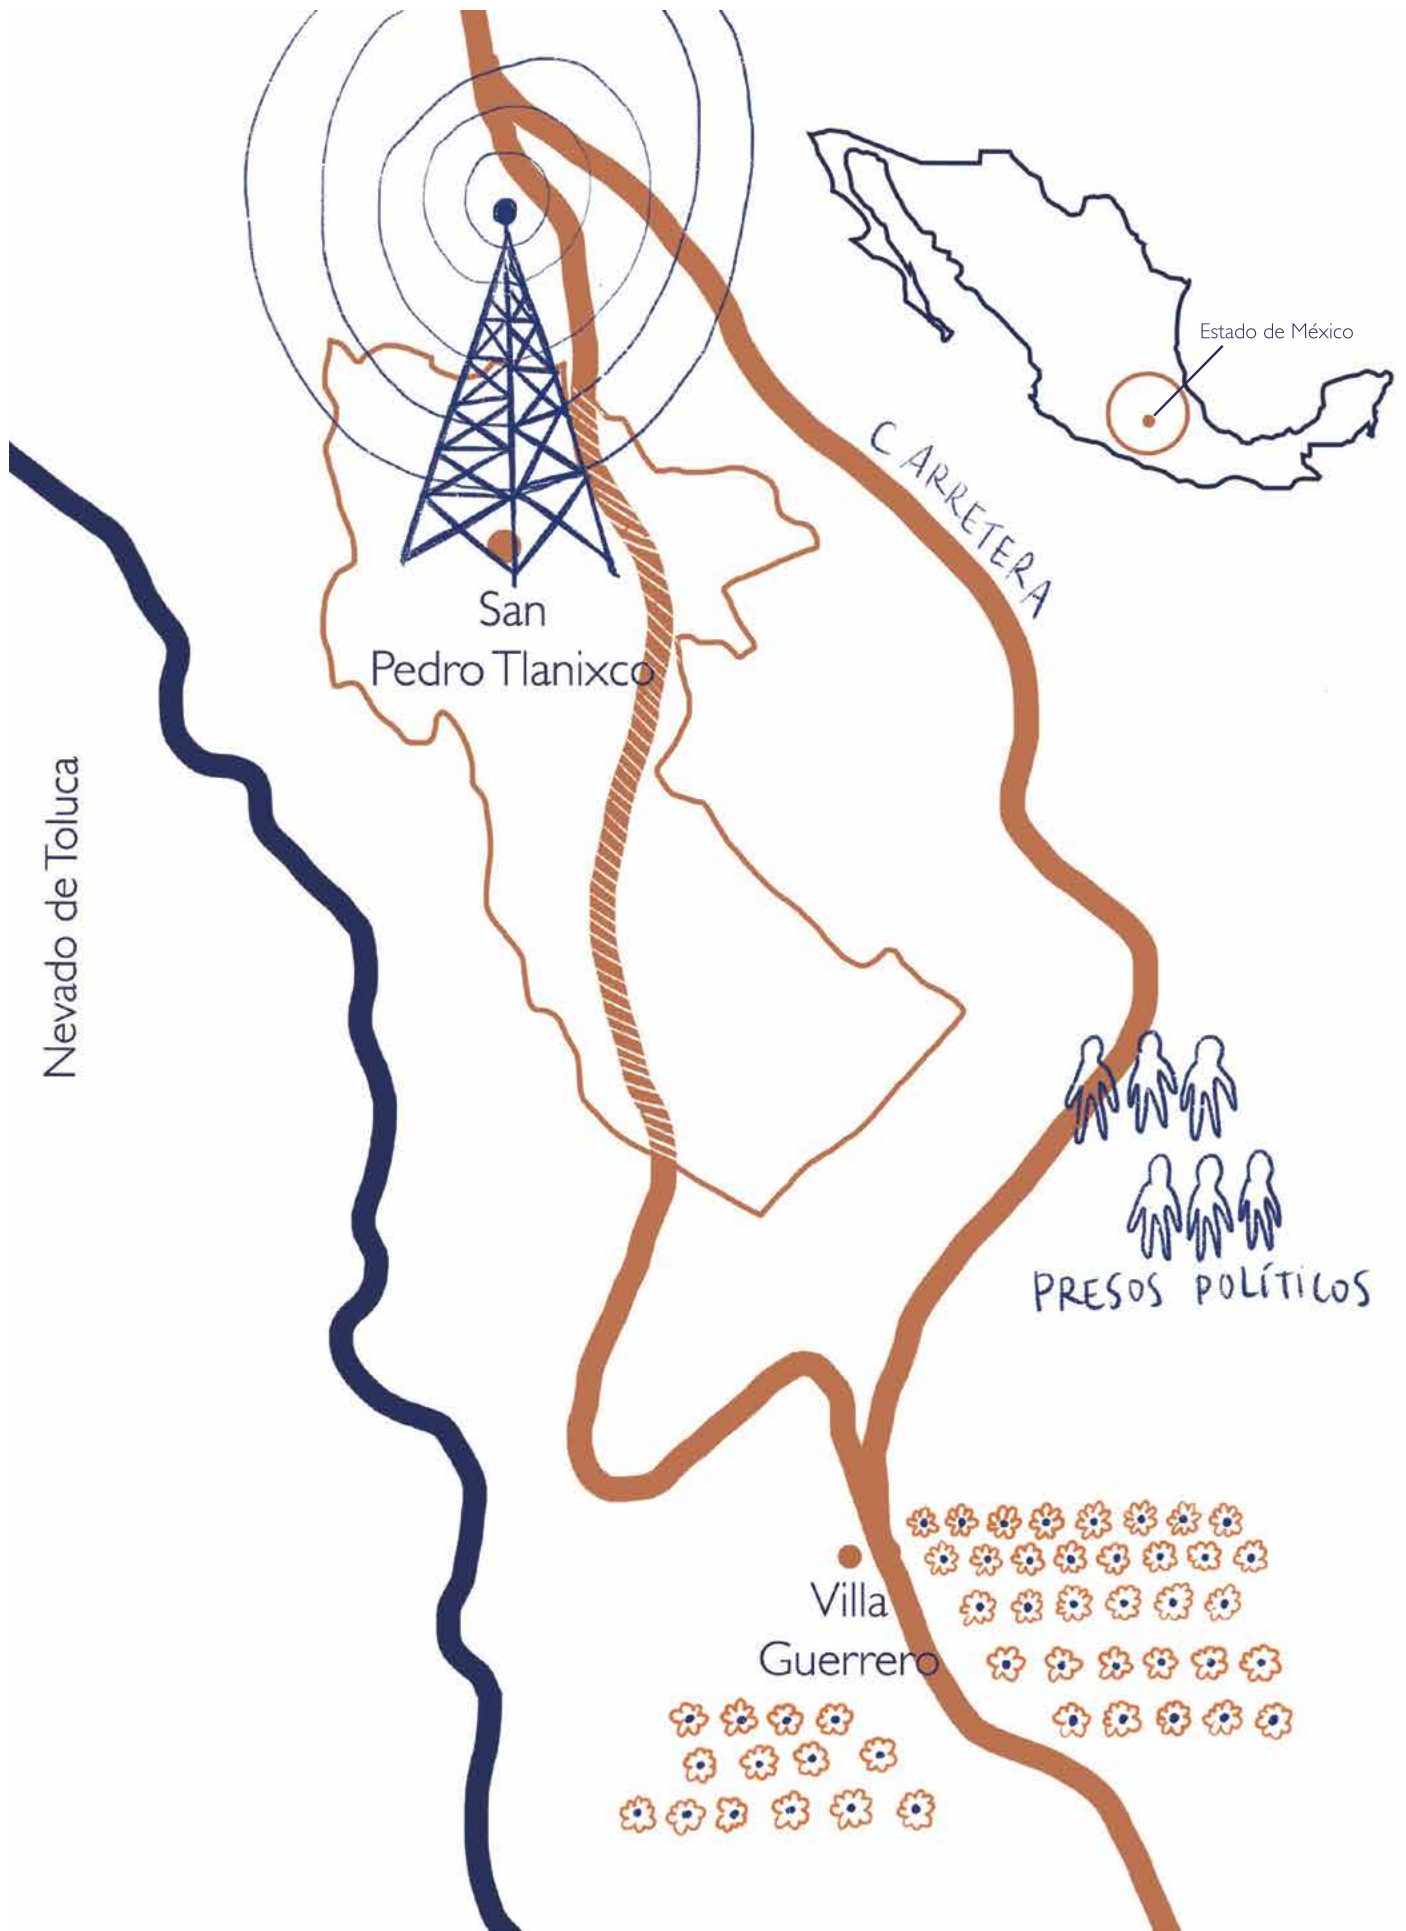 Estado de México
CARRETERA
San
Pedro Tlanixco
Nevado de Toluca
PRESOS POLÍTICOS
Villa
Guerrero